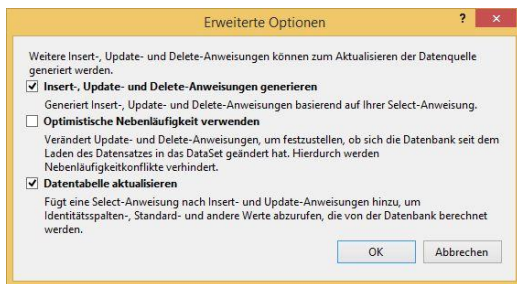 Erweiterte Optionen
Weitere Insert-, Update- und Delete-Anweisungen können zum Aktualisieren der Datenquelle
generiert werden.
Insert-, Update- und Delete-Anweisungen generieren
Generiert Insert-, Update- und Delete-Anweisungen basierend auf Ihrer Select-Anweisung.
Optimistische Nebenläufigkeit verwenden
Verändert Update- und Delete-Anweisungen, um festzustellen, ob sich die Datenbank seit dem
Laden des Datensatzes in das DataSet geändert hat. Hierdurch werden
Nebenläufigkeitkonflikte verhindert.
Datentabelle aktualisieren
Fügt eine Select-Anweisung nach Insert- und Update-Anweisungen hinzu, um
Identitätsspalten-, Standard- und andere Werte abzurufen, die von der Datenbank berechnet
werden.
OK Abbrechen